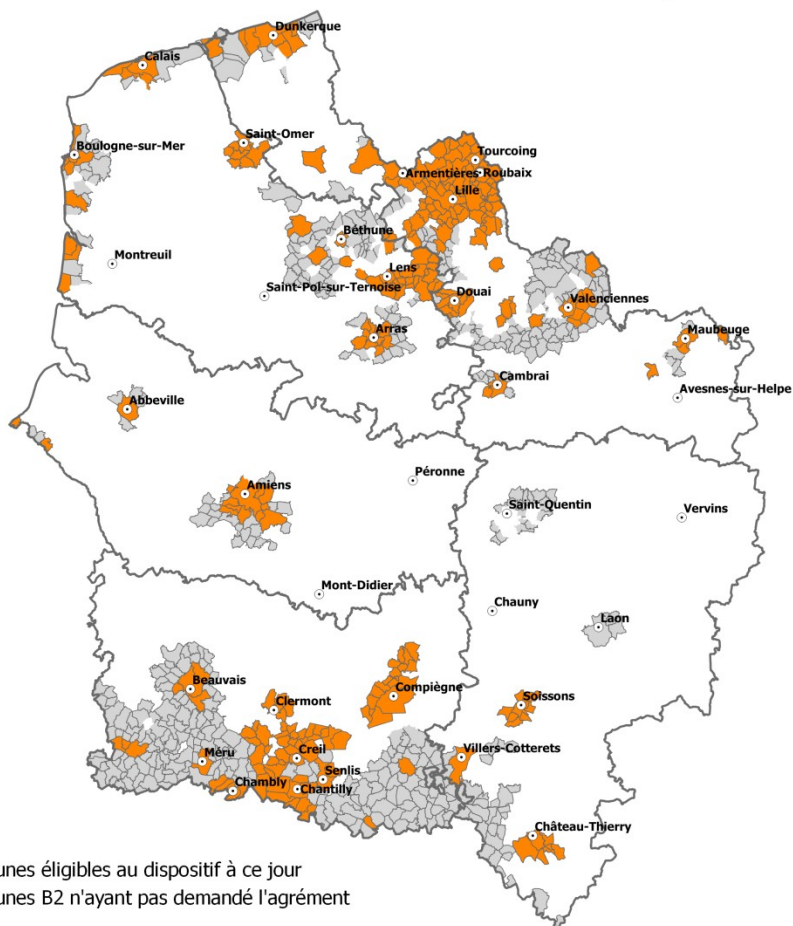 Dunkerque
Calais
Saint-Omer
Boulogne-sur-Mer
Tourcoing
Armentières Roubaix
Lille
Béthune
Montreuil
Lens
Saint-Pol-sur-Ternoise
Douai
Valenciennes
Arras
Maubeuge
Cambrai
Avesnes-sur-Helpe
Abbeville
Péronne
Amiens
Saint-Quentin
Vervins
Mont-Didier
Chauny
Laon
Beauvais
Compiègne
Clermont
Soissons
Méru
Creil
Villers-Cotterets
Senlis
Chambly
Chantilly
Château-Thierry
unes éligibles au dispositif à ce jour
unes B2 n'ayant pas demandé l'agrément